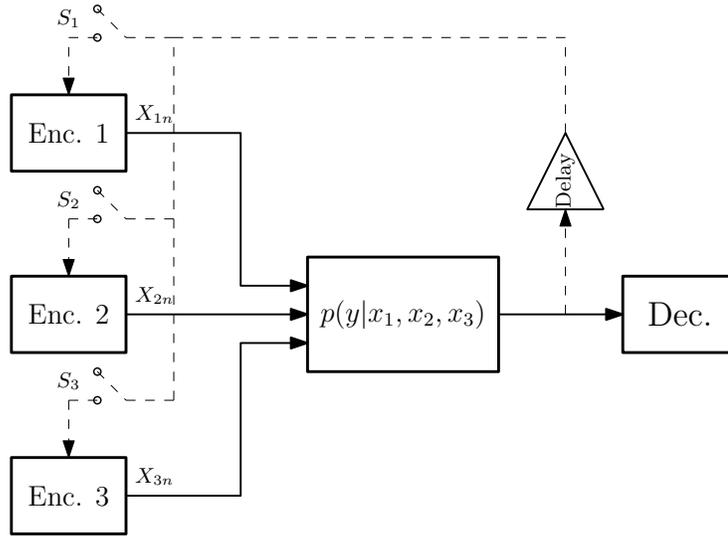 S₁
Enc. 1
X₁ₙ
Delay
S₂
Enc. 2
X₂ₙ
p(y|x₁, x₂, x₃)
Dec.
S₃
Enc. 3
X₃ₙ